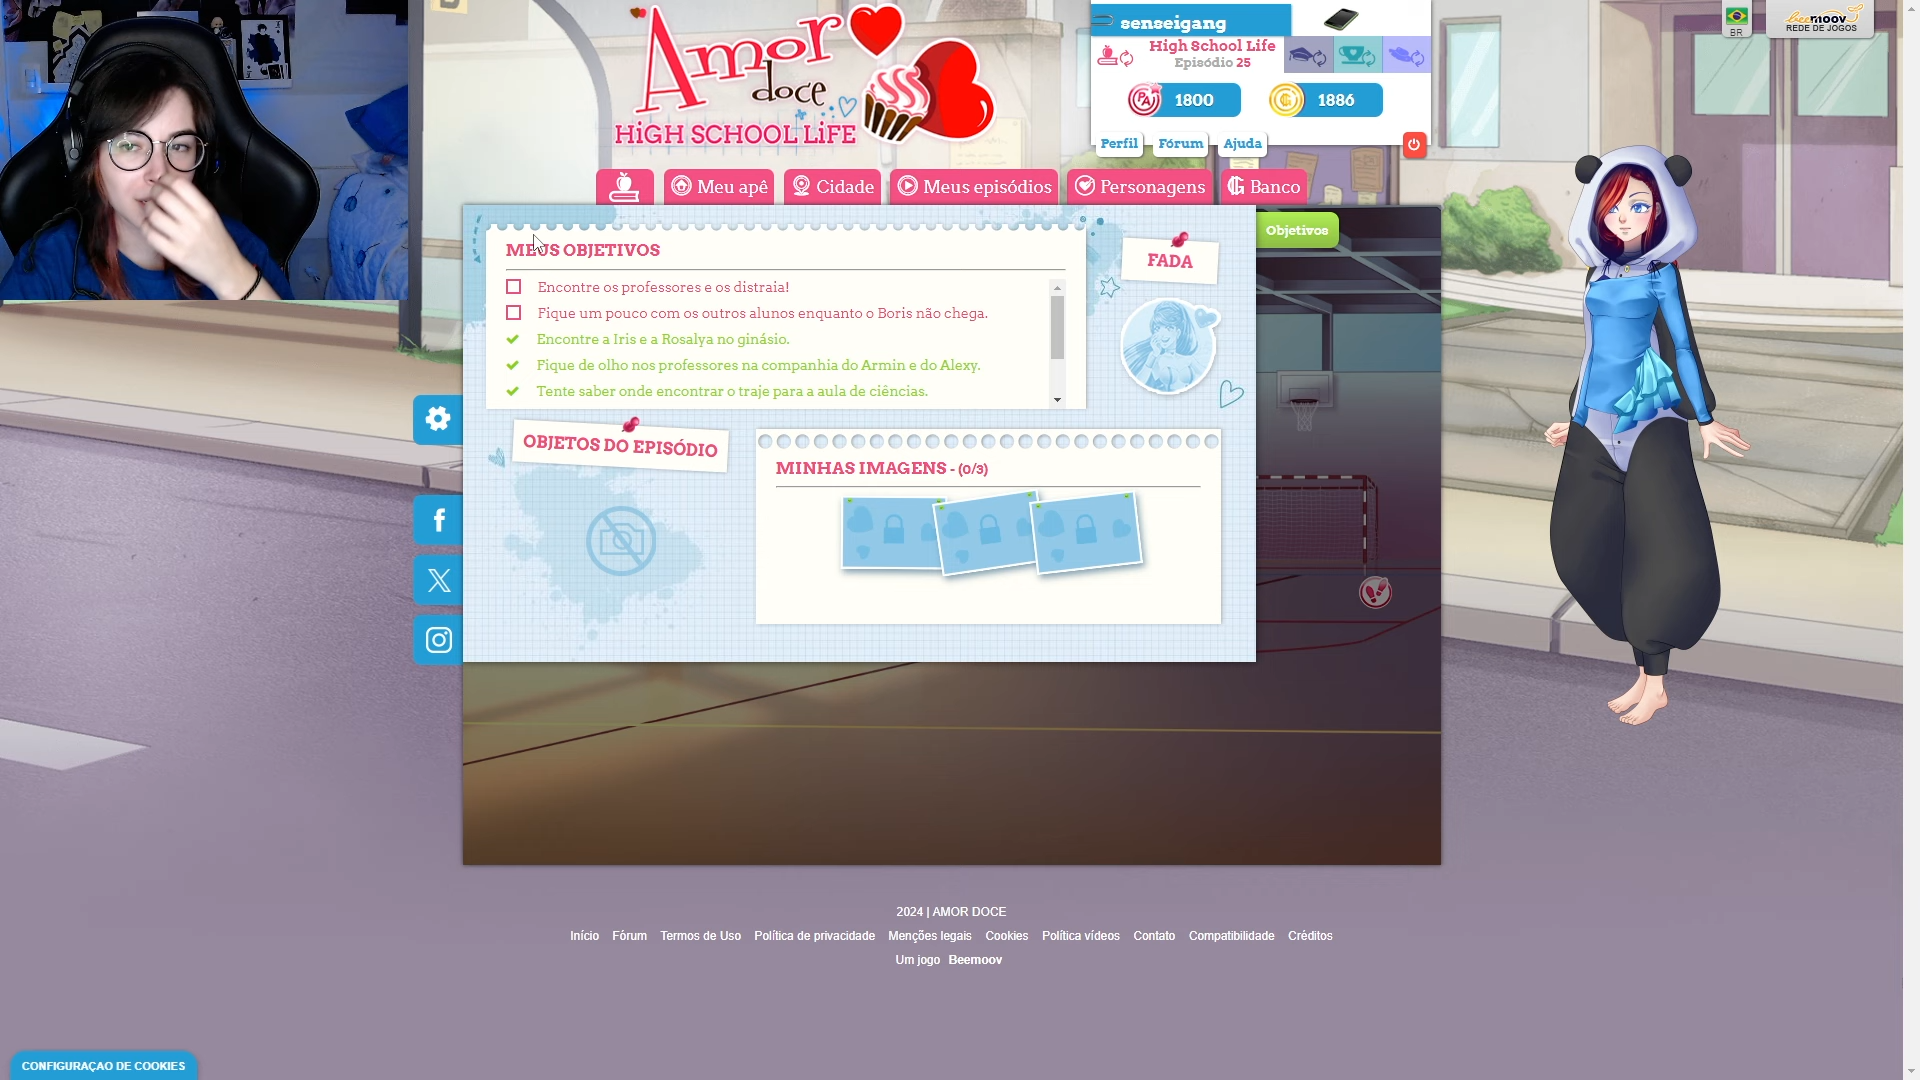 Amor
doce
HiGH SCHOOL LiFE
senseigang
High School Life
Episódio 25
PA 1800
1886
Perfil
Fórum
Ajuda
BR
beemoov
REDE DE JOGOS
Meu apê
Cidade
Meus episódios
Personagens
Banco
MEUS OBJETIVOS
Encontre os professores e os distraia!
Fique um pouco com os outros alunos enquanto o Boris não chega.
Encontre a Iris e a Rosalya no ginásio.
Fique de olho nos professores na companhia do Armin e do Alexy.
Tente saber onde encontrar o traje para a aula de ciências.
FADA
Objetivos
OBJETOS DO EPISÓDIO
MINHAS IMAGENS - (0/3)
2024 | AMOR DOCE
Início Fórum Termos de Uso Política de privacidade Menções legais Cookies Política vídeos Contato Compatibilidade Créditos
Um jogo Beemoov
CONFIGURAÇAO DE COOKIES